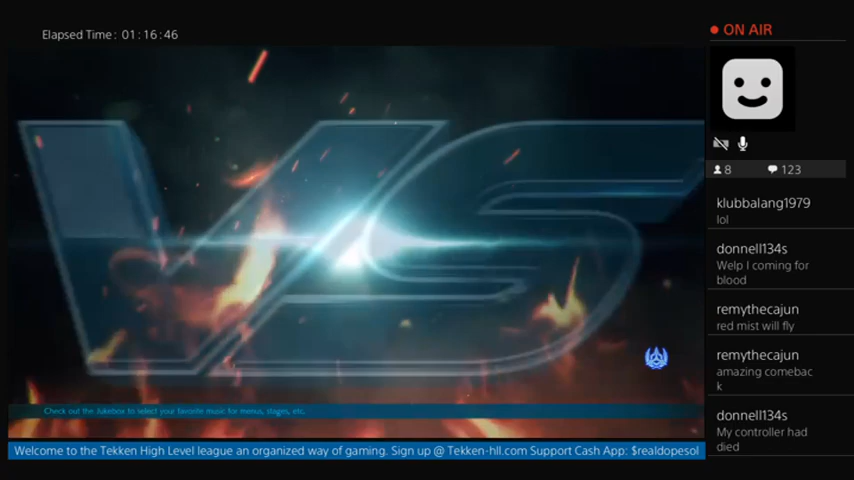 Elapsed Time: 01:16:46
ON AIR
VS
8 123
klubbalang1979
lol
donnell134s
Welp I coming for
blood
remythecajun
red mist will fly
remythecajun
amazing comebac
k
donnell134s
My controller had
died
Check out the Jukebox to select your favorite music for menus, stages, etc.
Welcome to the Tekken High Level league an organized way of gaming. Sign up @ Tekken-hll.com Support Cash App: $realdopesol